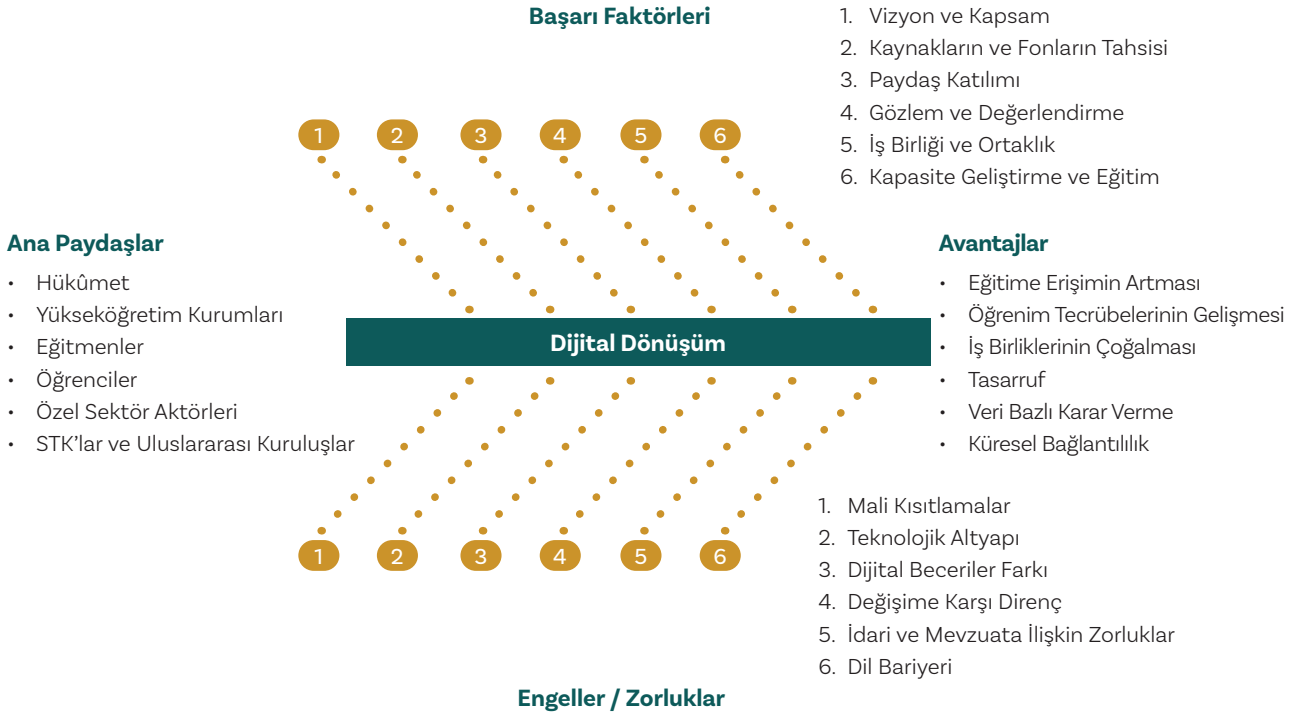 Başarı Faktörleri
1. Vizyon ve Kapsam
2. Kaynakların ve Fonların Tahsisi
3. Paydaş Katılımı
4. Gözlem ve Değerlendirme
5. İş Birliği ve Ortaklık
6. Kapasite Geliştirme ve Eğitim
1 2 3 4 5 6
Ana Paydaşlar
• Hükûmet
• Yükseköğretim Kurumları
• Eğitmenler
• Öğrenciler
• Özel Sektör Aktörleri
• STK’lar ve Uluslararası Kuruluşlar
Dijital Dönüşüm
Avantajlar
• Eğitime Erişimin Artması
• Öğrenim Tecrübelerinin Gelişmesi
• İş Birliklerinin Çoğalması
• Tasarruf
• Veri Bazlı Karar Verme
• Küresel Bağlantılılık
1 2 3 4 5 6
1. Mali Kısıtlamalar
2. Teknolojik Altyapı
3. Dijital Beceriler Farkı
4. Değişime Karşı Direnç
5. İdari ve Mevzuata İlişkin Zorluklar
6. Dil Bariyeri
Engeller / Zorluklar